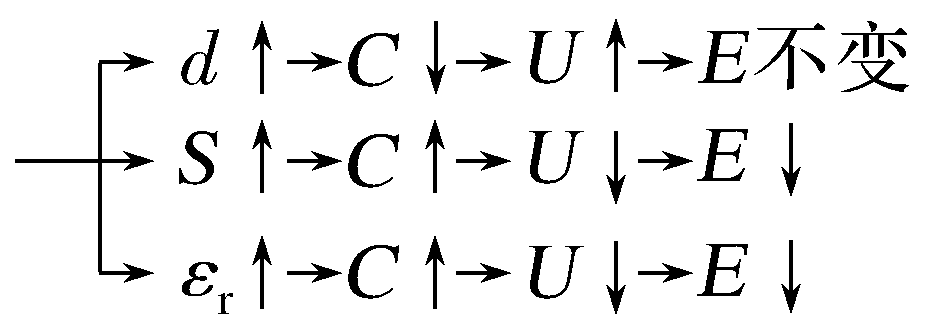 d ↑ → C ↓ → U ↑ → E不变
S ↑ → C ↑ → U ↓ → E ↓
εr ↑ → C ↑ → U ↓ → E ↓